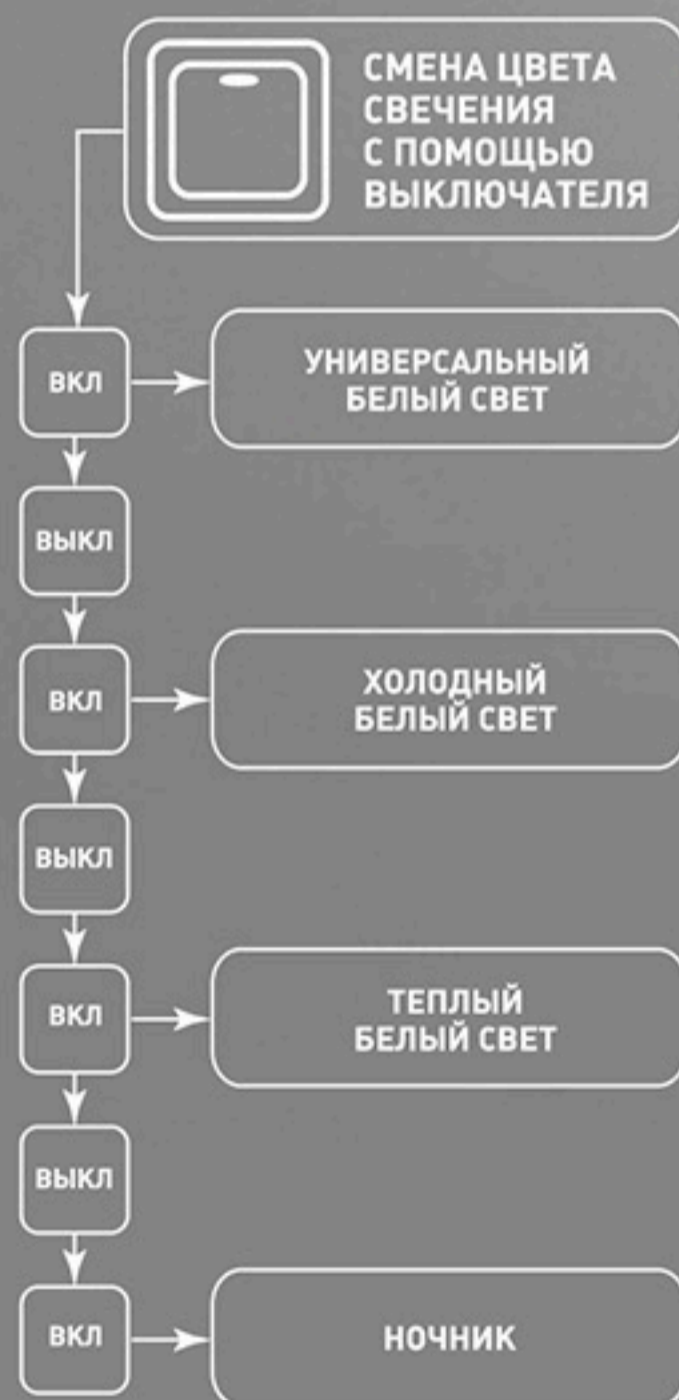 СМЕНА ЦВЕТА
СВЕЧЕНИЯ
С ПОМОЩЬЮ
ВЫКЛЮЧАТЕЛЯ
ВКЛ
УНИВЕРСАЛЬНЫЙ
БЕЛЫЙ СВЕТ
ВЫКЛ
ВКЛ
ХОЛОДНЫЙ
БЕЛЫЙ СВЕТ
ВЫКЛ
ВКЛ
ТЕПЛЫЙ
БЕЛЫЙ СВЕТ
ВЫКЛ
ВКЛ
НОЧНИК